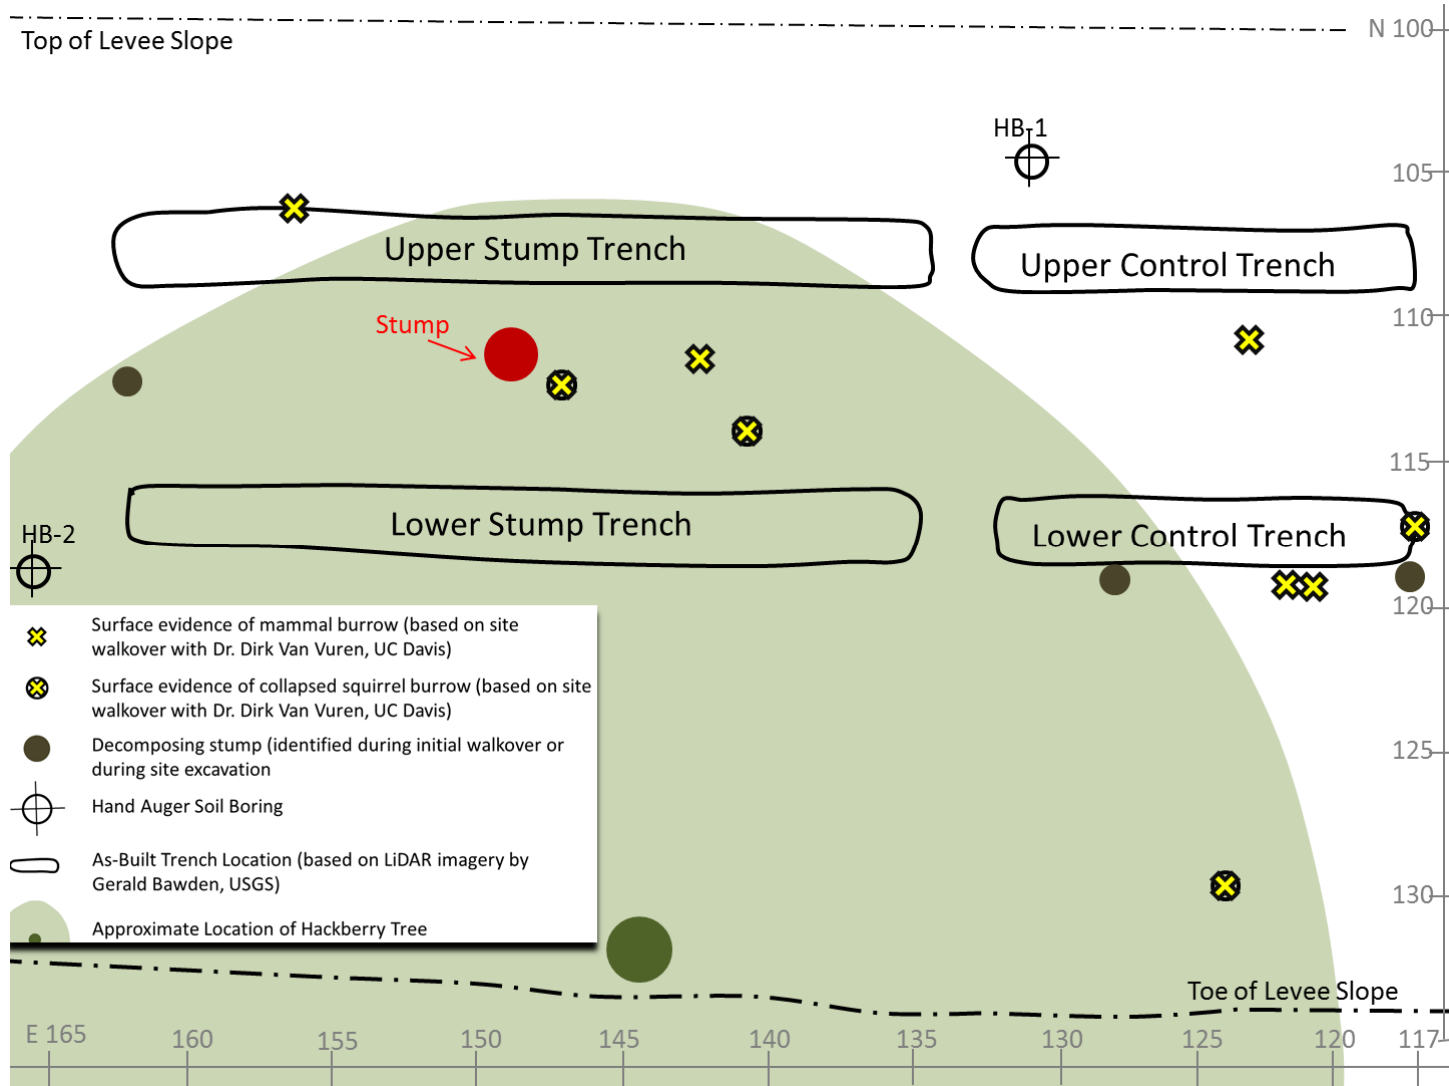 N 100
Top of Levee Slope
HB-1
105
Upper Stump Trench
Upper Control Trench
110
Stump
115
Lower Stump Trench
Lower Control Trench
HB-2
120
Surface evidence of mammal burrow (based on site
walkover with Dr. Dirk Van Vuren, UC Davis)
Surface evidence of collapsed squirrel burrow (based on site
walkover with Dr. Dirk Van Vuren, UC Davis)
Decomposing stump (identified during initial walkover or
during site excavation
125
Hand Auger Soil Boring
As-Built Trench Location (based on LiDAR imagery by
Gerald Bawden, USGS)
130
Approximate Location of Hackberry Tree
Toe of Levee Slope
E 165 160 155 150 145 140 135 130 125 120 117